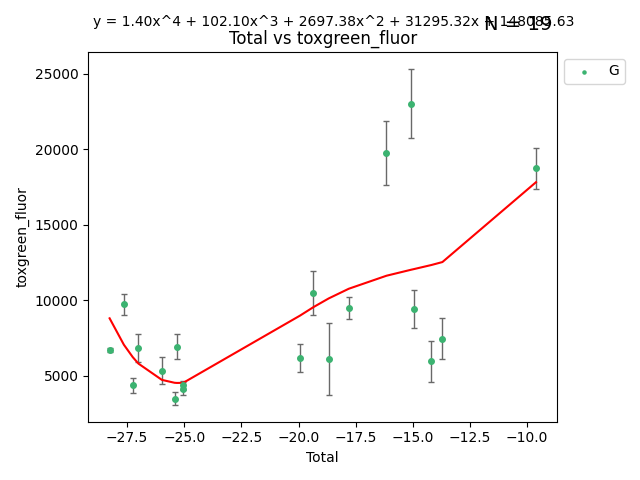 y = 1.40x^4 + 102.10x^3 + 2697.38x^2 + 31295.32x + 148085.63
N = 19
Total vs toxgreen_fluor
G
25000
20000
15000
10000
5000
toxgreen_fluor
−27.5
−25.0
−22.5
−20.0
−17.5
−15.0
−12.5
−10.0
Total